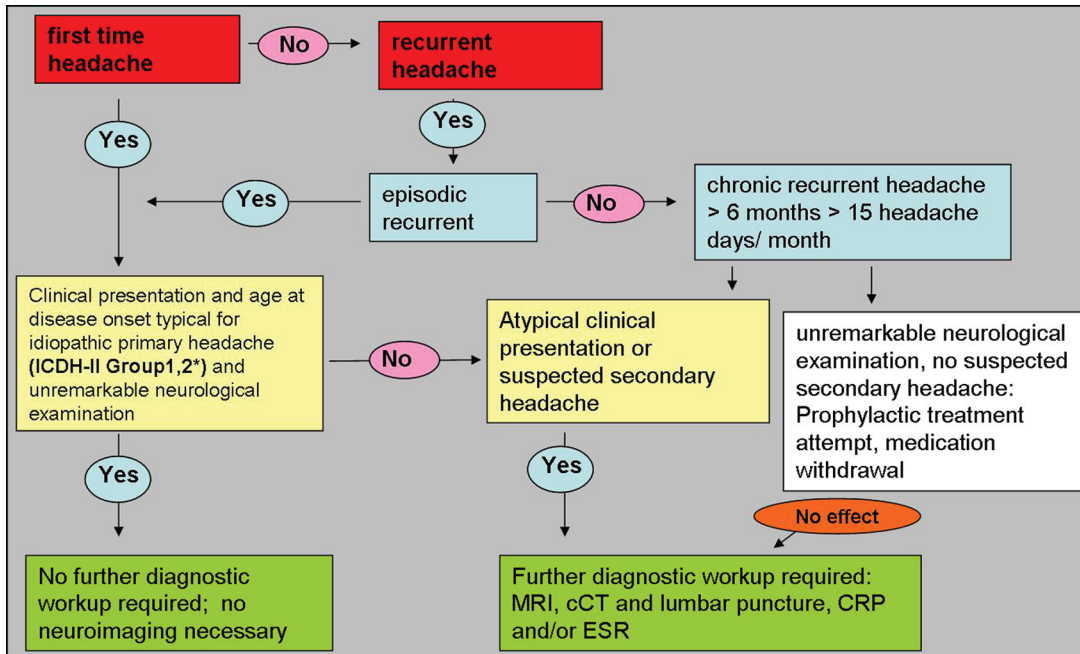 first time
headache
No
recurrent
headache
Yes
Yes
Yes
episodic
recurrent
No
chronic recurrent headache
> 6 months > 15 headache
days/ month
Clinical presentation and age at
disease onset typical for
idiopathic primary headache
(ICDH-II Group1,2*) and
unremarkable neurological
examination
No
Atypical clinical
presentation or
suspected secondary
headache
unremarkable neurological
examination, no suspected
secondary headache:
Prophylactic treatment
attempt, medication
withdrawal
Yes
Yes
No effect
No further diagnostic
workup required;  no
neuroimaging necessary
Further diagnostic workup required:
MRI, cCT and lumbar puncture, CRP
and/or ESR